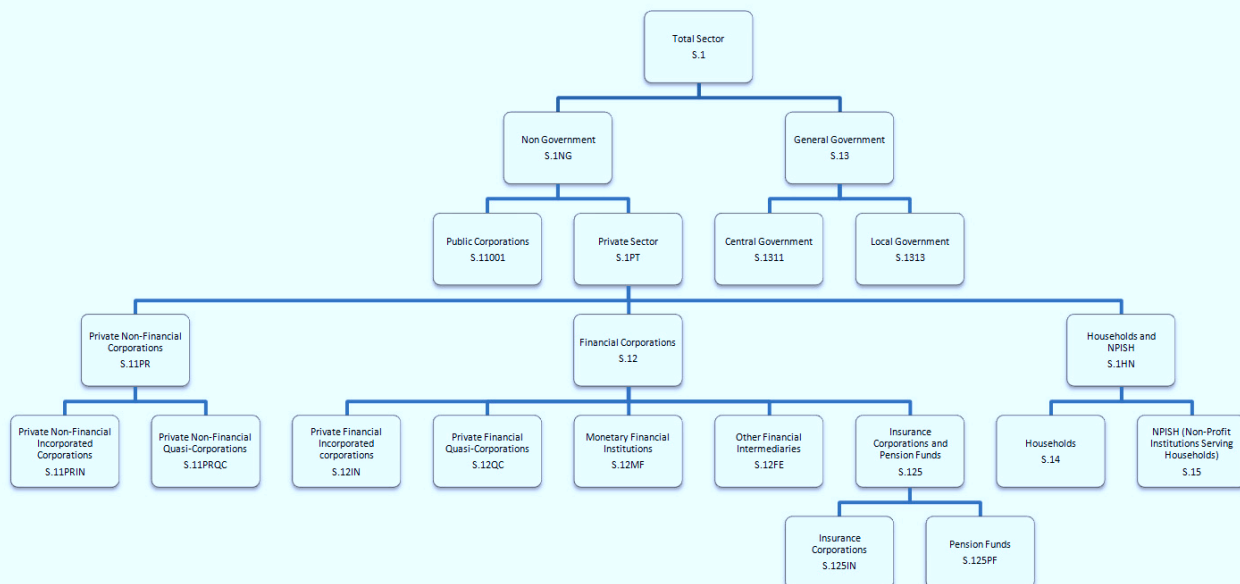 Total Sector
S.1
Non Government
S.1NG
General Government
S.13
Public Corporations
S.11001
Private Sector
S.1PT
Central Government
S.1311
Local Government
S.1313
Private Non-Financial
Corporations
S.11PR
Financial Corporations
S.12
Households and
NPISH
S.1HN
Private Non-Financial
Incorporated
Corporations
S.11PRIN
Private Non-Financial
Quasi-Corporations
S.11PRQC
Private Financial
Incorporated
corporations
S.12IN
Private Financial
Quasi-Corporations
S.12QC
Monetary Financial
Institutions
S.12MF
Other Financial
Intermediaries
S.12FE
Insurance
Corporations and
Pension Funds
S.125
Households
S.14
NPISH (Non-Profit
Institutions Serving
Households)
S.15
Insurance
Corporations
S.125IN
Pension Funds
S.125PF